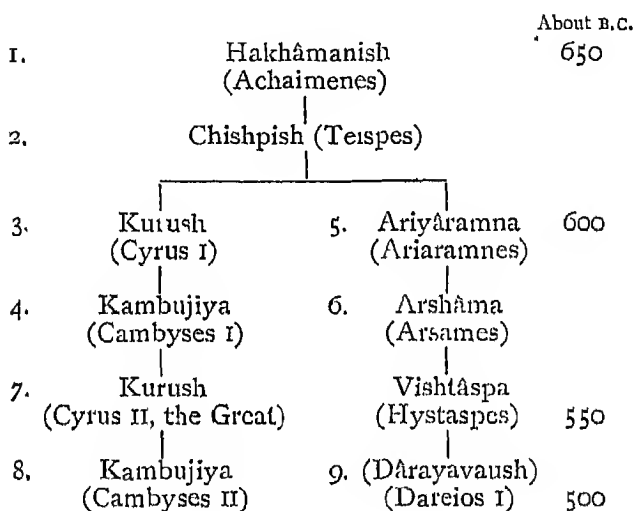 About B.C.
1. Hakhâmanish 650
(Achaimenes)
2. Chishpish (Teispes)
3. Kurush 5. Ariyâramna 600
(Cyrus I) (Ariaramnes)
4. Kambujiya 6. Arshâma
(Cambyses I) (Arsames)
7. Kurush Vishtâspa
(Cyrus II, the Great) (Hystaspes) 550
8. Kambujiya 9. (Dârayavaush)
(Cambyses II) (Dareios I) 500